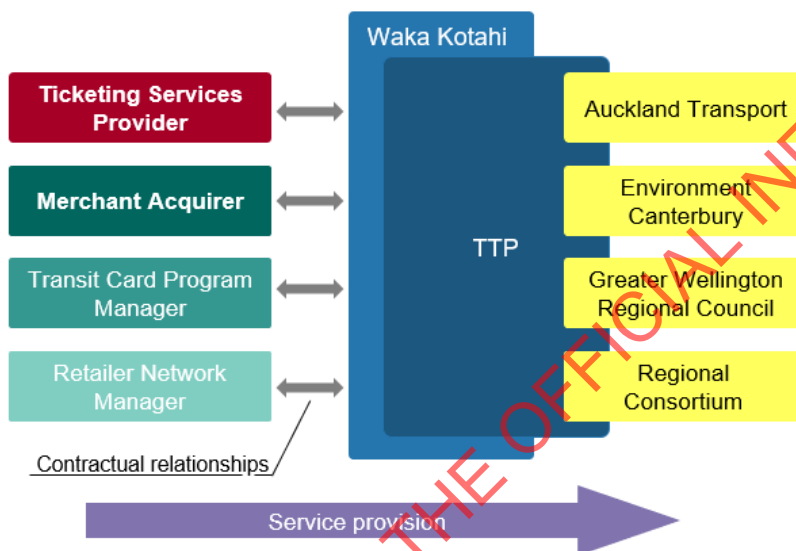 Waka Kotahi
Ticketing Services
Provider
Auckland Transport
Merchant Acquirer
Environment
Canterbury
TTP
Transit Card Program
Manager
Greater Wellington
Regional Council
Retailer Network
Manager
Regional
Consortium
Contractual relationships
Service provision
THE OFFICIAL